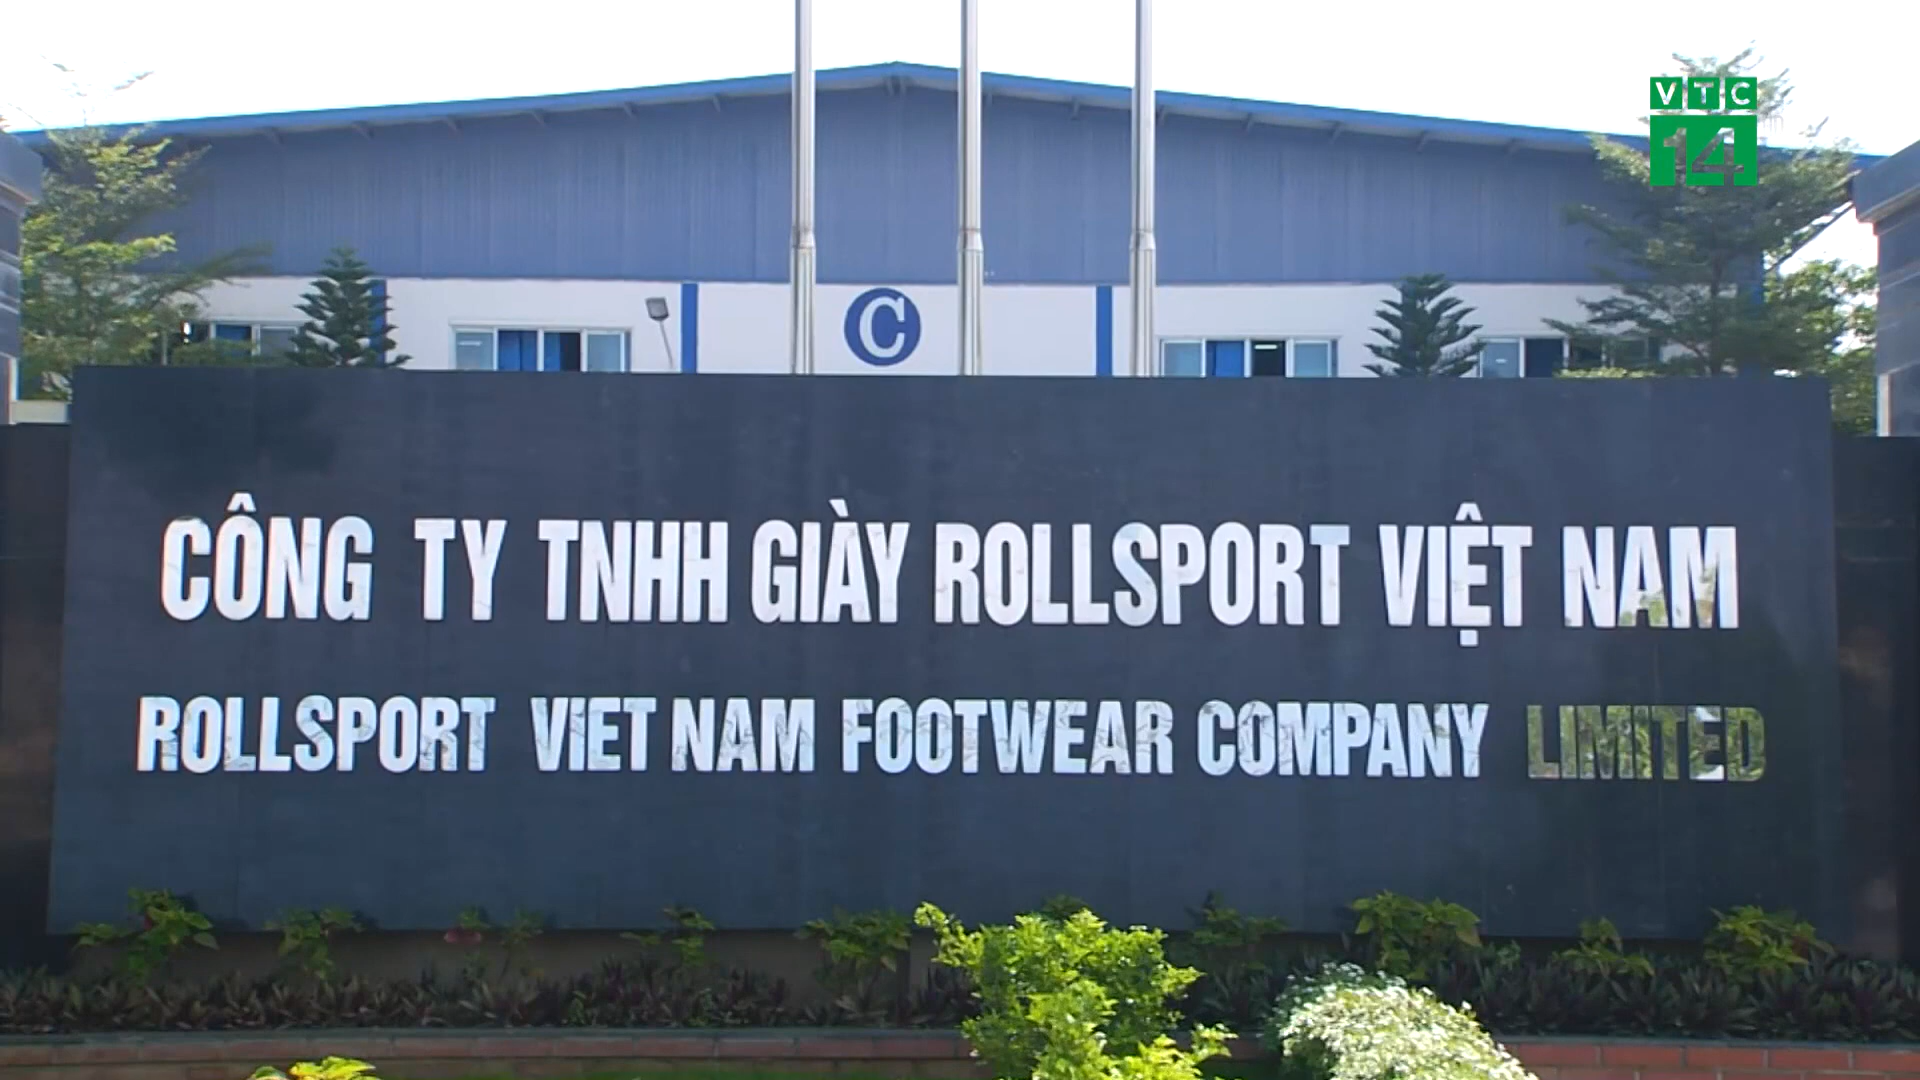 VTC
14
C
CÔNG TY TNHH GIÀY ROLLSPORT VIỆT NAM
ROLLSPORT VIET NAM FOOTWEAR COMPANY LIMITED